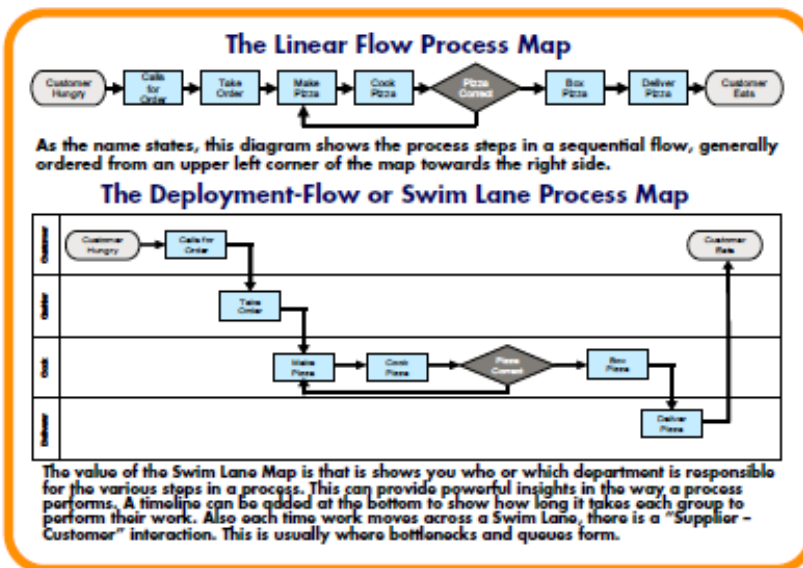 The Linear Flow Process Map
Customer
Hungry
Calls
for
Order
Take
Order
Make
Pizza
Cook
Pizza
Pizza
Correct
Box
Pizza
Deliver
Pizza
Customer
Eats
As the name states, this diagram shows the process steps in a sequential flow, generally
ordered from an upper left corner of the map towards the right side.
The Deployment-Flow or Swim Lane Process Map
Customer
Customer
Hungry
Calls for
Order
Customer
Eats
Take
Order
Cook
Make
Pizza
Cook
Pizza
Pizza
Correct
Box
Pizza
Deliverer
Deliver
Pizza
The value of the Swim Lane Map is that is shows you who or which department is responsible
for the various steps in a process. This can provide powerful insights in the way a process
performs. A timeline can be added at the bottom to show how long it takes each group to
perform their work. Also each time work moves across a Swim Lane, there is a "Supplier –
Customer" interaction. This is usually where bottlenecks and queues form.